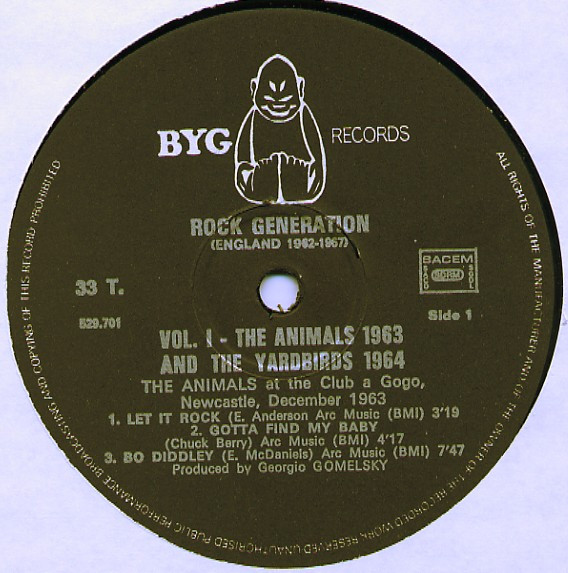 BYG RECORDS
ROCK GENERATION
(ENGLAND 1962-1967)
33 T.
529.701
SACEM
SACD SDRM SGDL
Side 1
VOL. I - THE ANIMALS 1963
AND THE YARDBIRDS 1964
THE ANIMALS at the Club a Gogo,
Newcastle, December 1963
1. LET IT ROCK (E. Anderson Arc Music (BMI) 3'19
2. GOTTA FIND MY BABY
(Chuck Berry) Arc Music (BMI) 4'17
3. BO DIDDLEY (E. McDaniels) Arc Music (BMI) 7'47
Produced by Georgio GOMELSKY
ALL RIGHTS OF THE MANUFACTURER AND OF THE OWNER OF THE RECORDED WORK RESERVED UNAUTHORISED PUBLIC PERFORMANCE BROADCASTING AND COPYING OF THIS RECORD PROHIBITED